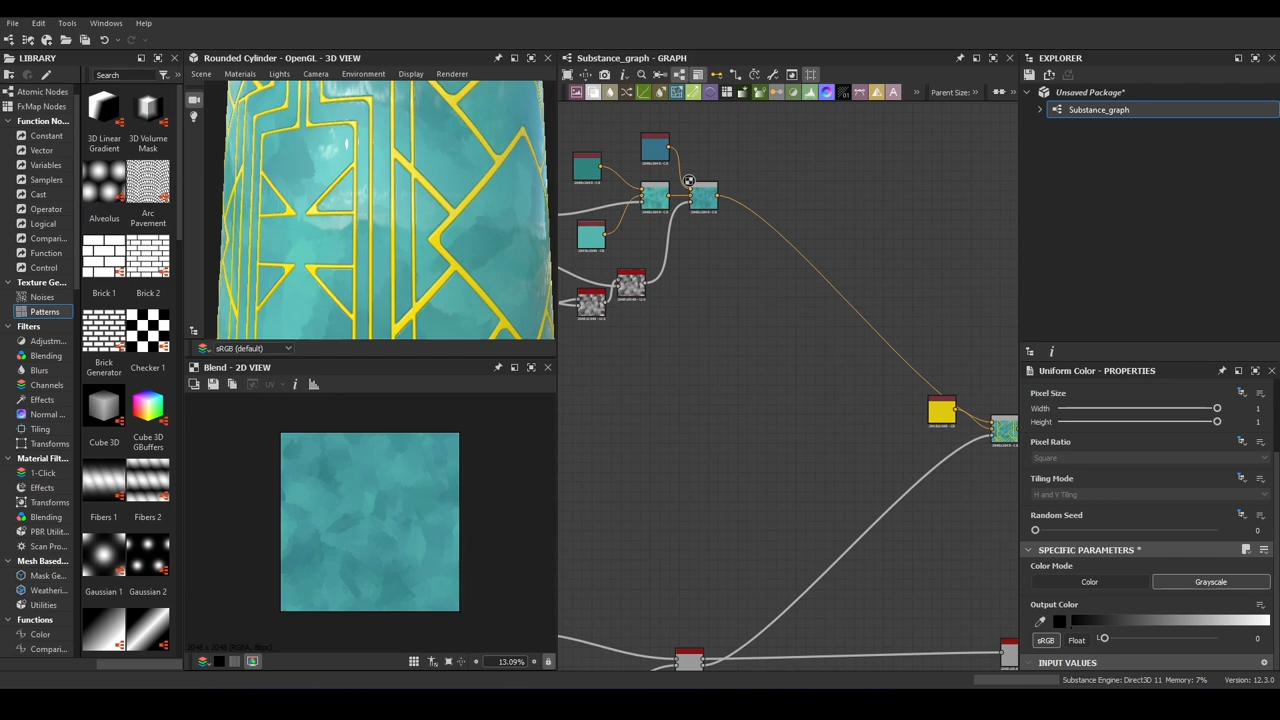 File Edit Tools Windows Help
LIBRARY
Search
Atomic Nodes
FxMap Nodes
Function No...
Constant
Vector
Variables
Samplers
Cast
Operator
Logical
Compari...
Function
Control
Texture Ge...
Noises
Patterns
Filters
Adjustm...
Blending
Blurs
Channels
Effects
Normal ...
Tiling
Transforms
Material Filt...
1-Click
Effects
Transforms
Blending
PBR Utilit...
Scan Pro...
Mesh Based...
Mask Ge...
Weatheri...
Utilities
Functions
Color
Compari...
3D Linear Gradient
3D Volume Mask
Alveolus
Arc Pavement
Brick 1
Brick 2
Brick Generator
Checker 1
Cube 3D
Cube 3D GBuffers
Fibers 1
Fibers 2
Gaussian 1
Gaussian 2
Rounded Cylinder - OpenGL - 3D VIEW
Scene Materials Lights Camera Environment Display Renderer
sRGB (default)
Blend - 2D VIEW
UV
2048 x 2048 (RGBA, 8bpc)
13.09%
Substance_graph - GRAPH
Parent Size:
EXPLORER
Unsaved Package*
Substance_graph
Uniform Color - PROPERTIES
Pixel Size
Width 1
Height 1
Pixel Ratio
Square
Tiling Mode
H and V Tiling
Random Seed
0
SPECIFIC PARAMETERS *
Color Mode
Color Grayscale
Output Color
sRGB Float L 0
INPUT VALUES
Substance Engine: Direct3D 11 Memory: 7% Version: 12.3.0